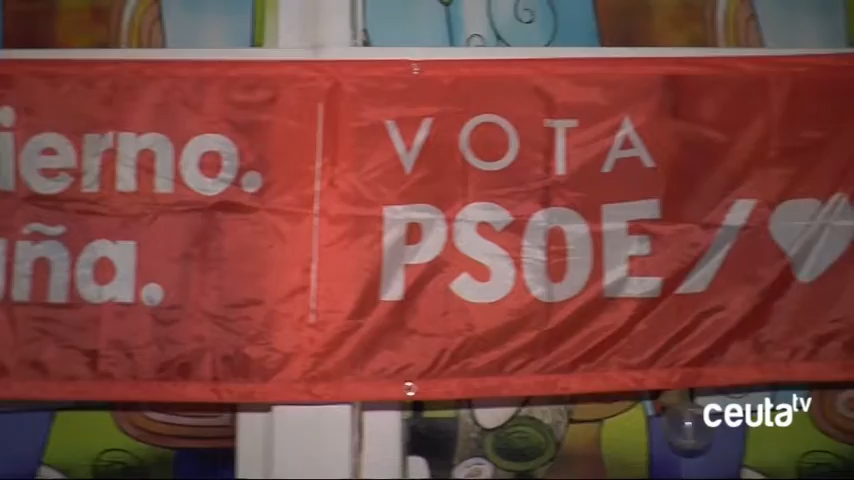 ierno.
uña.
VOTA
PSOE/
ceutatv